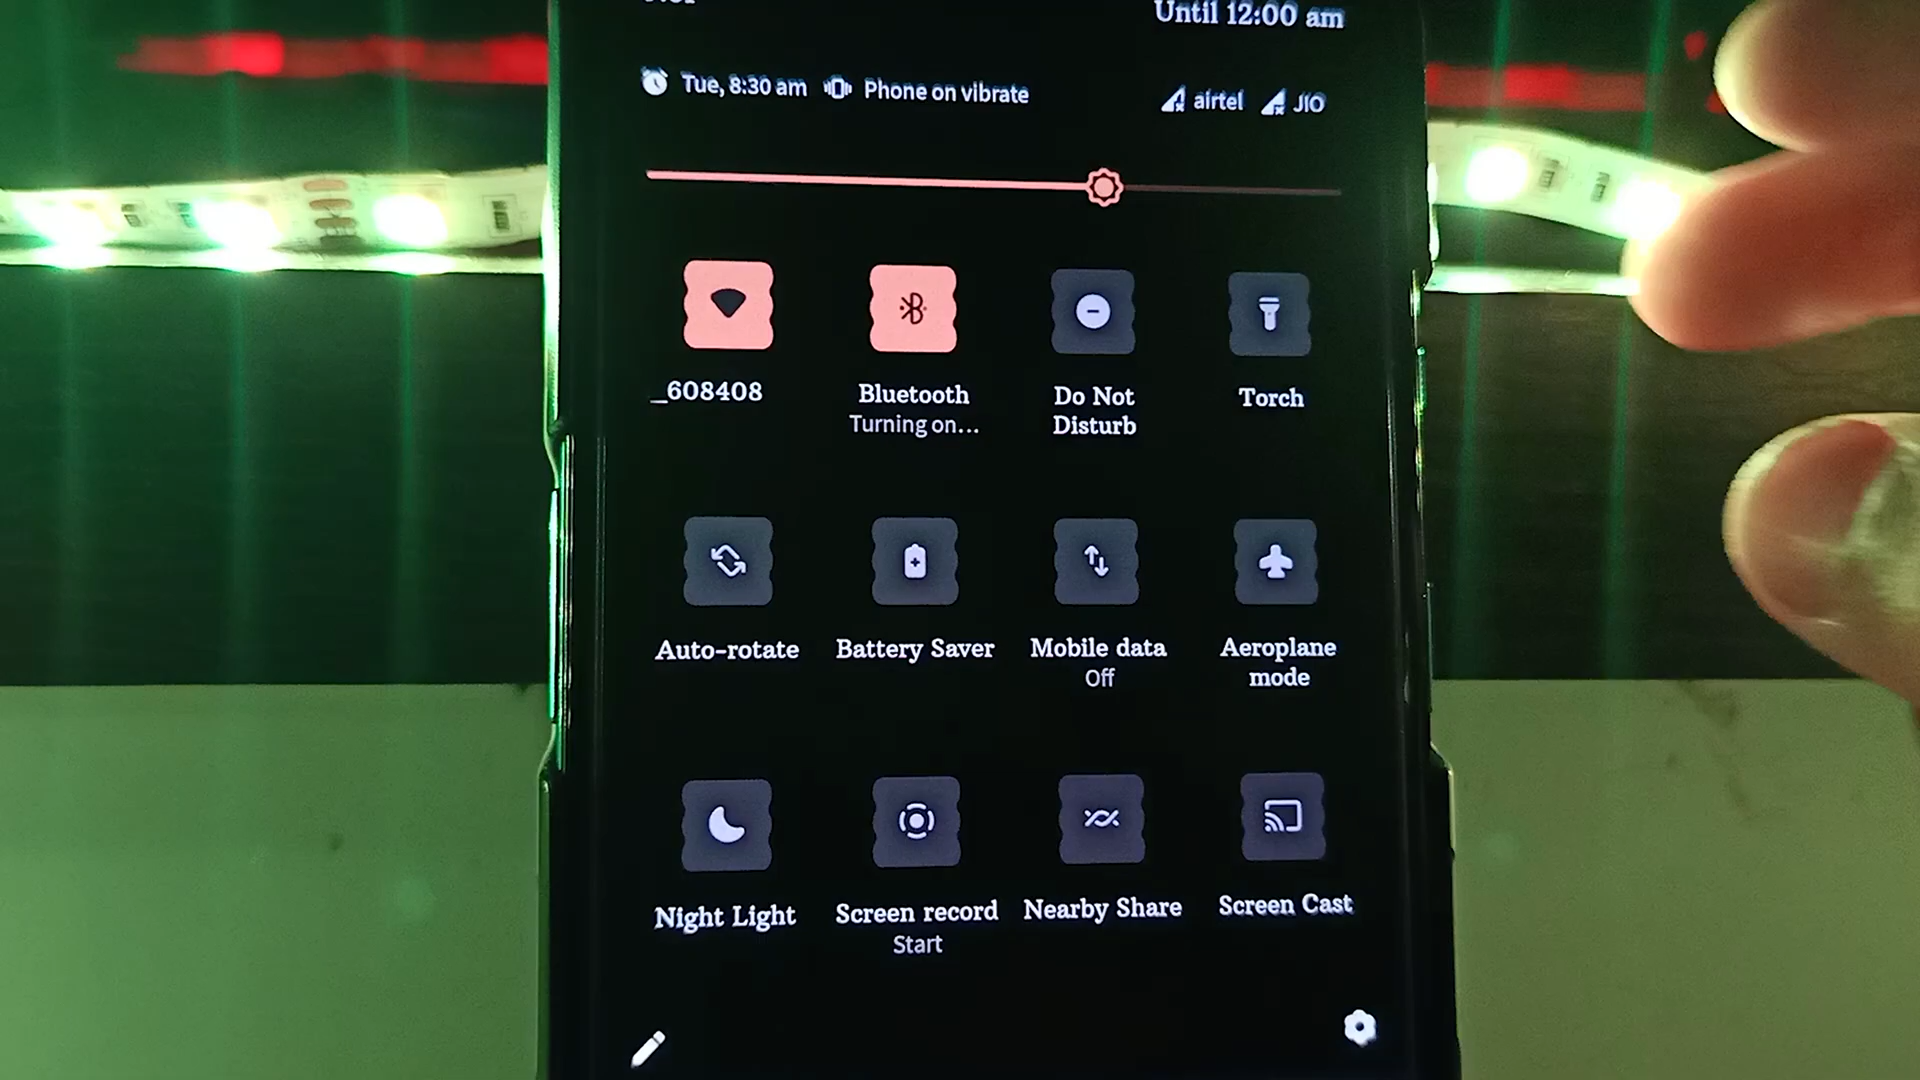 Until 12:00 am
Tue, 8:30 am Phone on vibrate airtel JIO
_608408 Bluetooth Do Not Torch
Turning on... Disturb
Auto-rotate Battery Saver Mobile data Aeroplane
Off mode
Night Light Screen record Nearby Share Screen Cast
Start